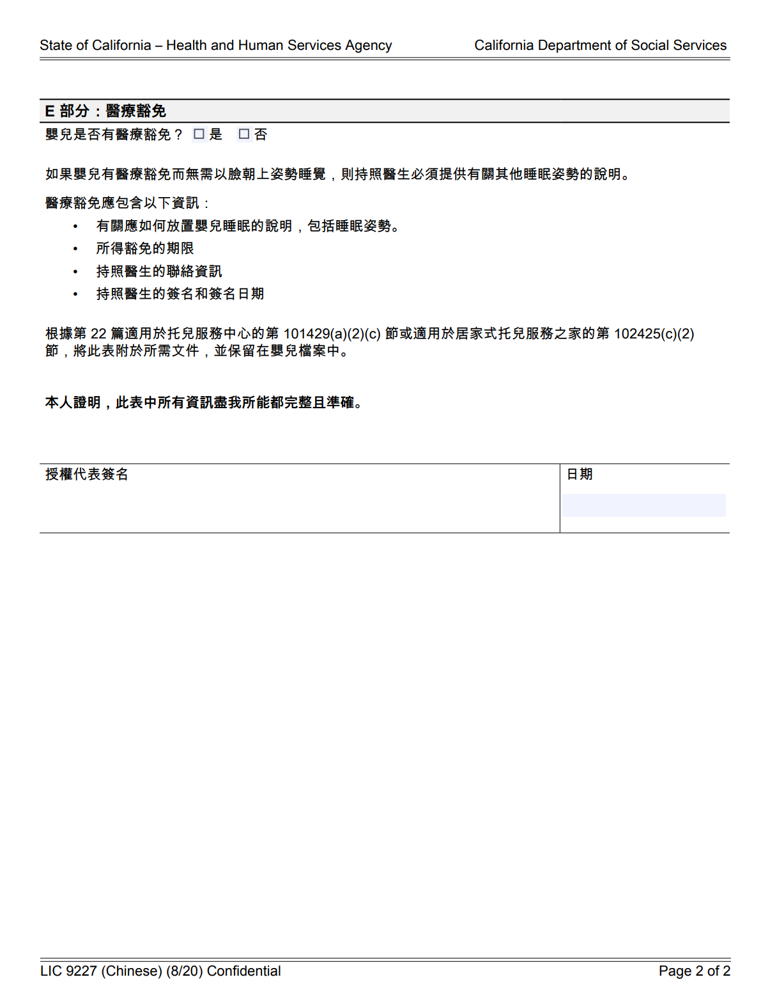 State of California – Health and Human Services Agency California Department of Social Services
E 部分：醫療豁免
嬰兒是否有醫療豁免？ ☐ 是 ☐ 否
如果嬰兒有醫療豁免而無需以臉朝上姿勢睡覺，則持照醫生必須提供有關其他睡眠姿勢的說明。
醫療豁免應包含以下資訊：
• 有關應如何放置嬰兒睡眠的說明，包括睡眠姿勢。
• 所得豁免的期限
• 持照醫生的聯絡資訊
• 持照醫生的簽名和簽名日期
根據第 22 篇適用於托兒服務中心的第 101429(a)(2)(c) 節或適用於居家式托兒服務之家的第 102425(c)(2)
節，將此表附於所需文件，並保留在嬰兒檔案中。
本人證明，此表中所有資訊盡我所能都完整且準確。
授權代表簽名 日期
LIC 9227 (Chinese) (8/20) Confidential Page 2 of 2